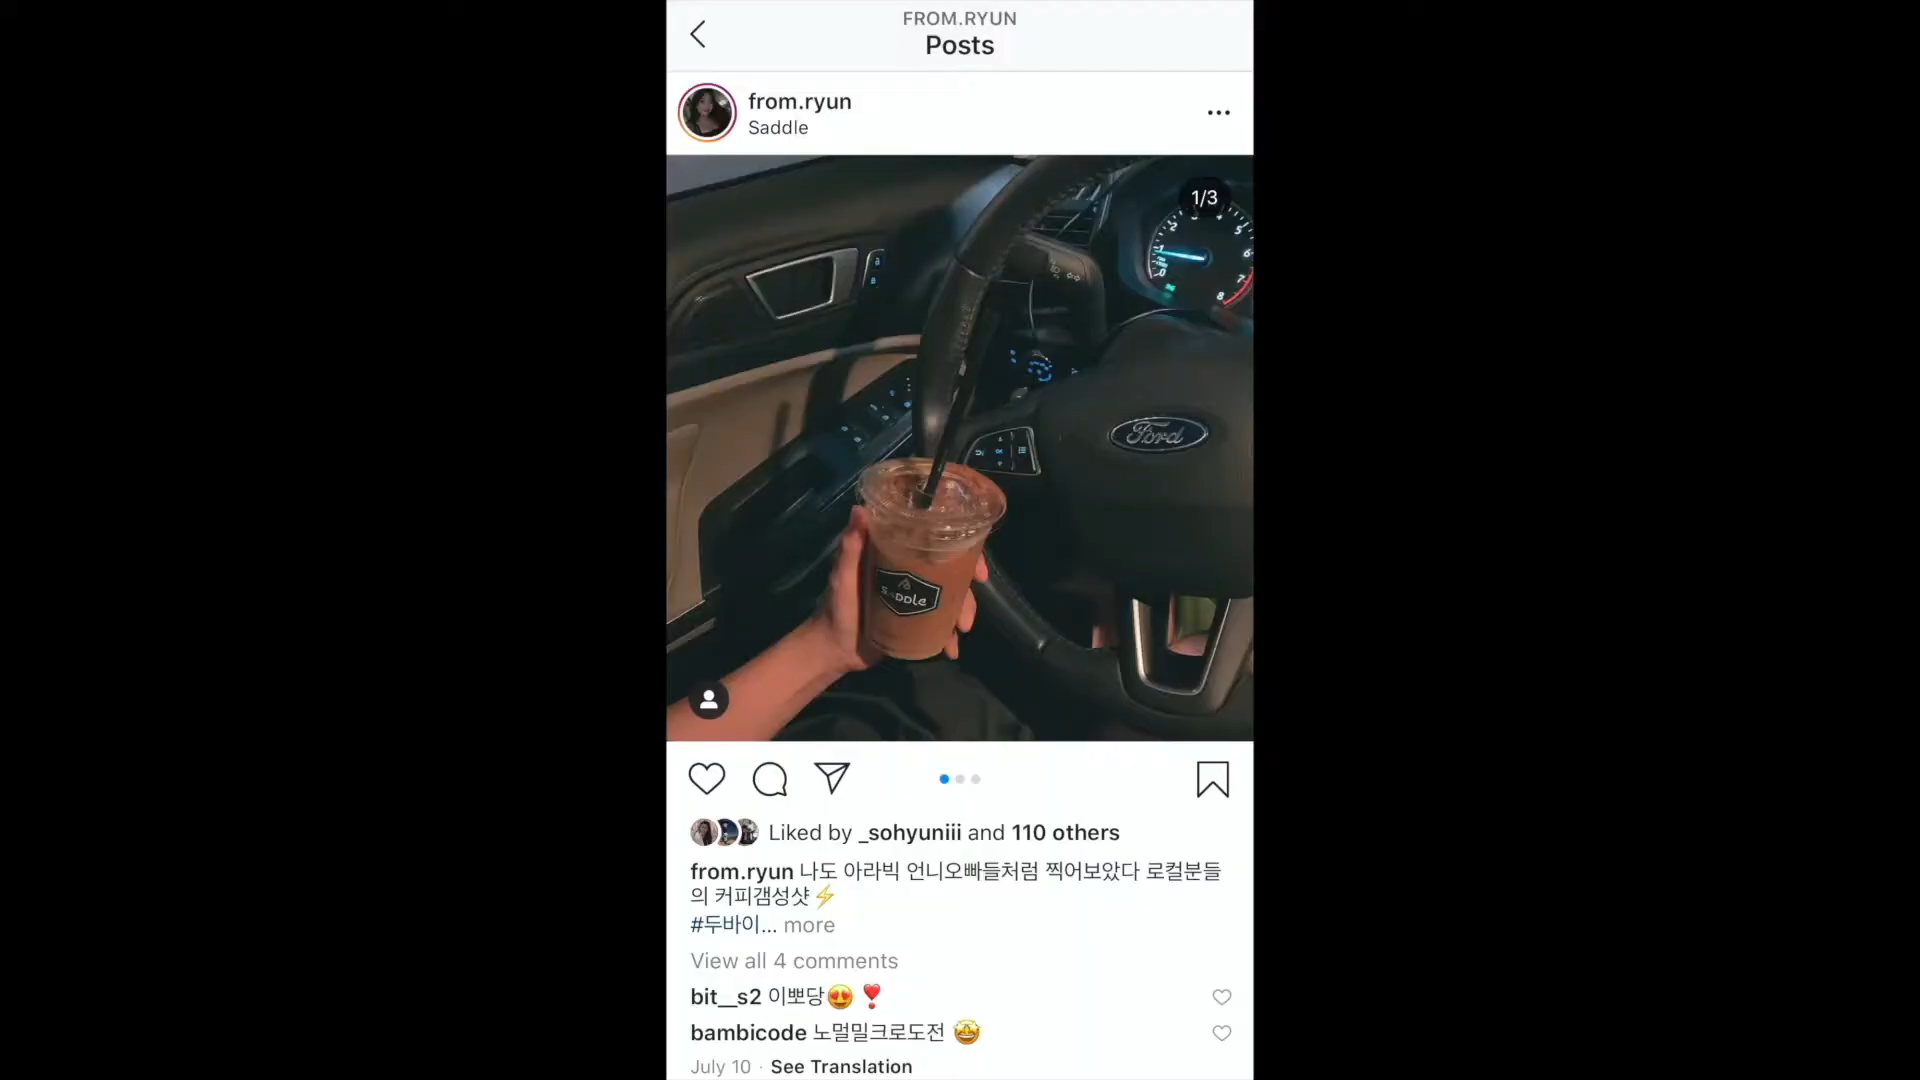 FROM.RYUN
Posts
from.ryun
Saddle
1/3
Ford
SADDLE
Liked by _sohyuniii and 110 others
from.ryun 나도 아라빅 언니오빠들처럼 찍어보았다 로컬분들
의 커피갬성샷⚡
#두바이... more
View all 4 comments
bit__s2 이뽀당😍❣️
bambicode 노멀밀크로도전 🤩
July 10 · See Translation